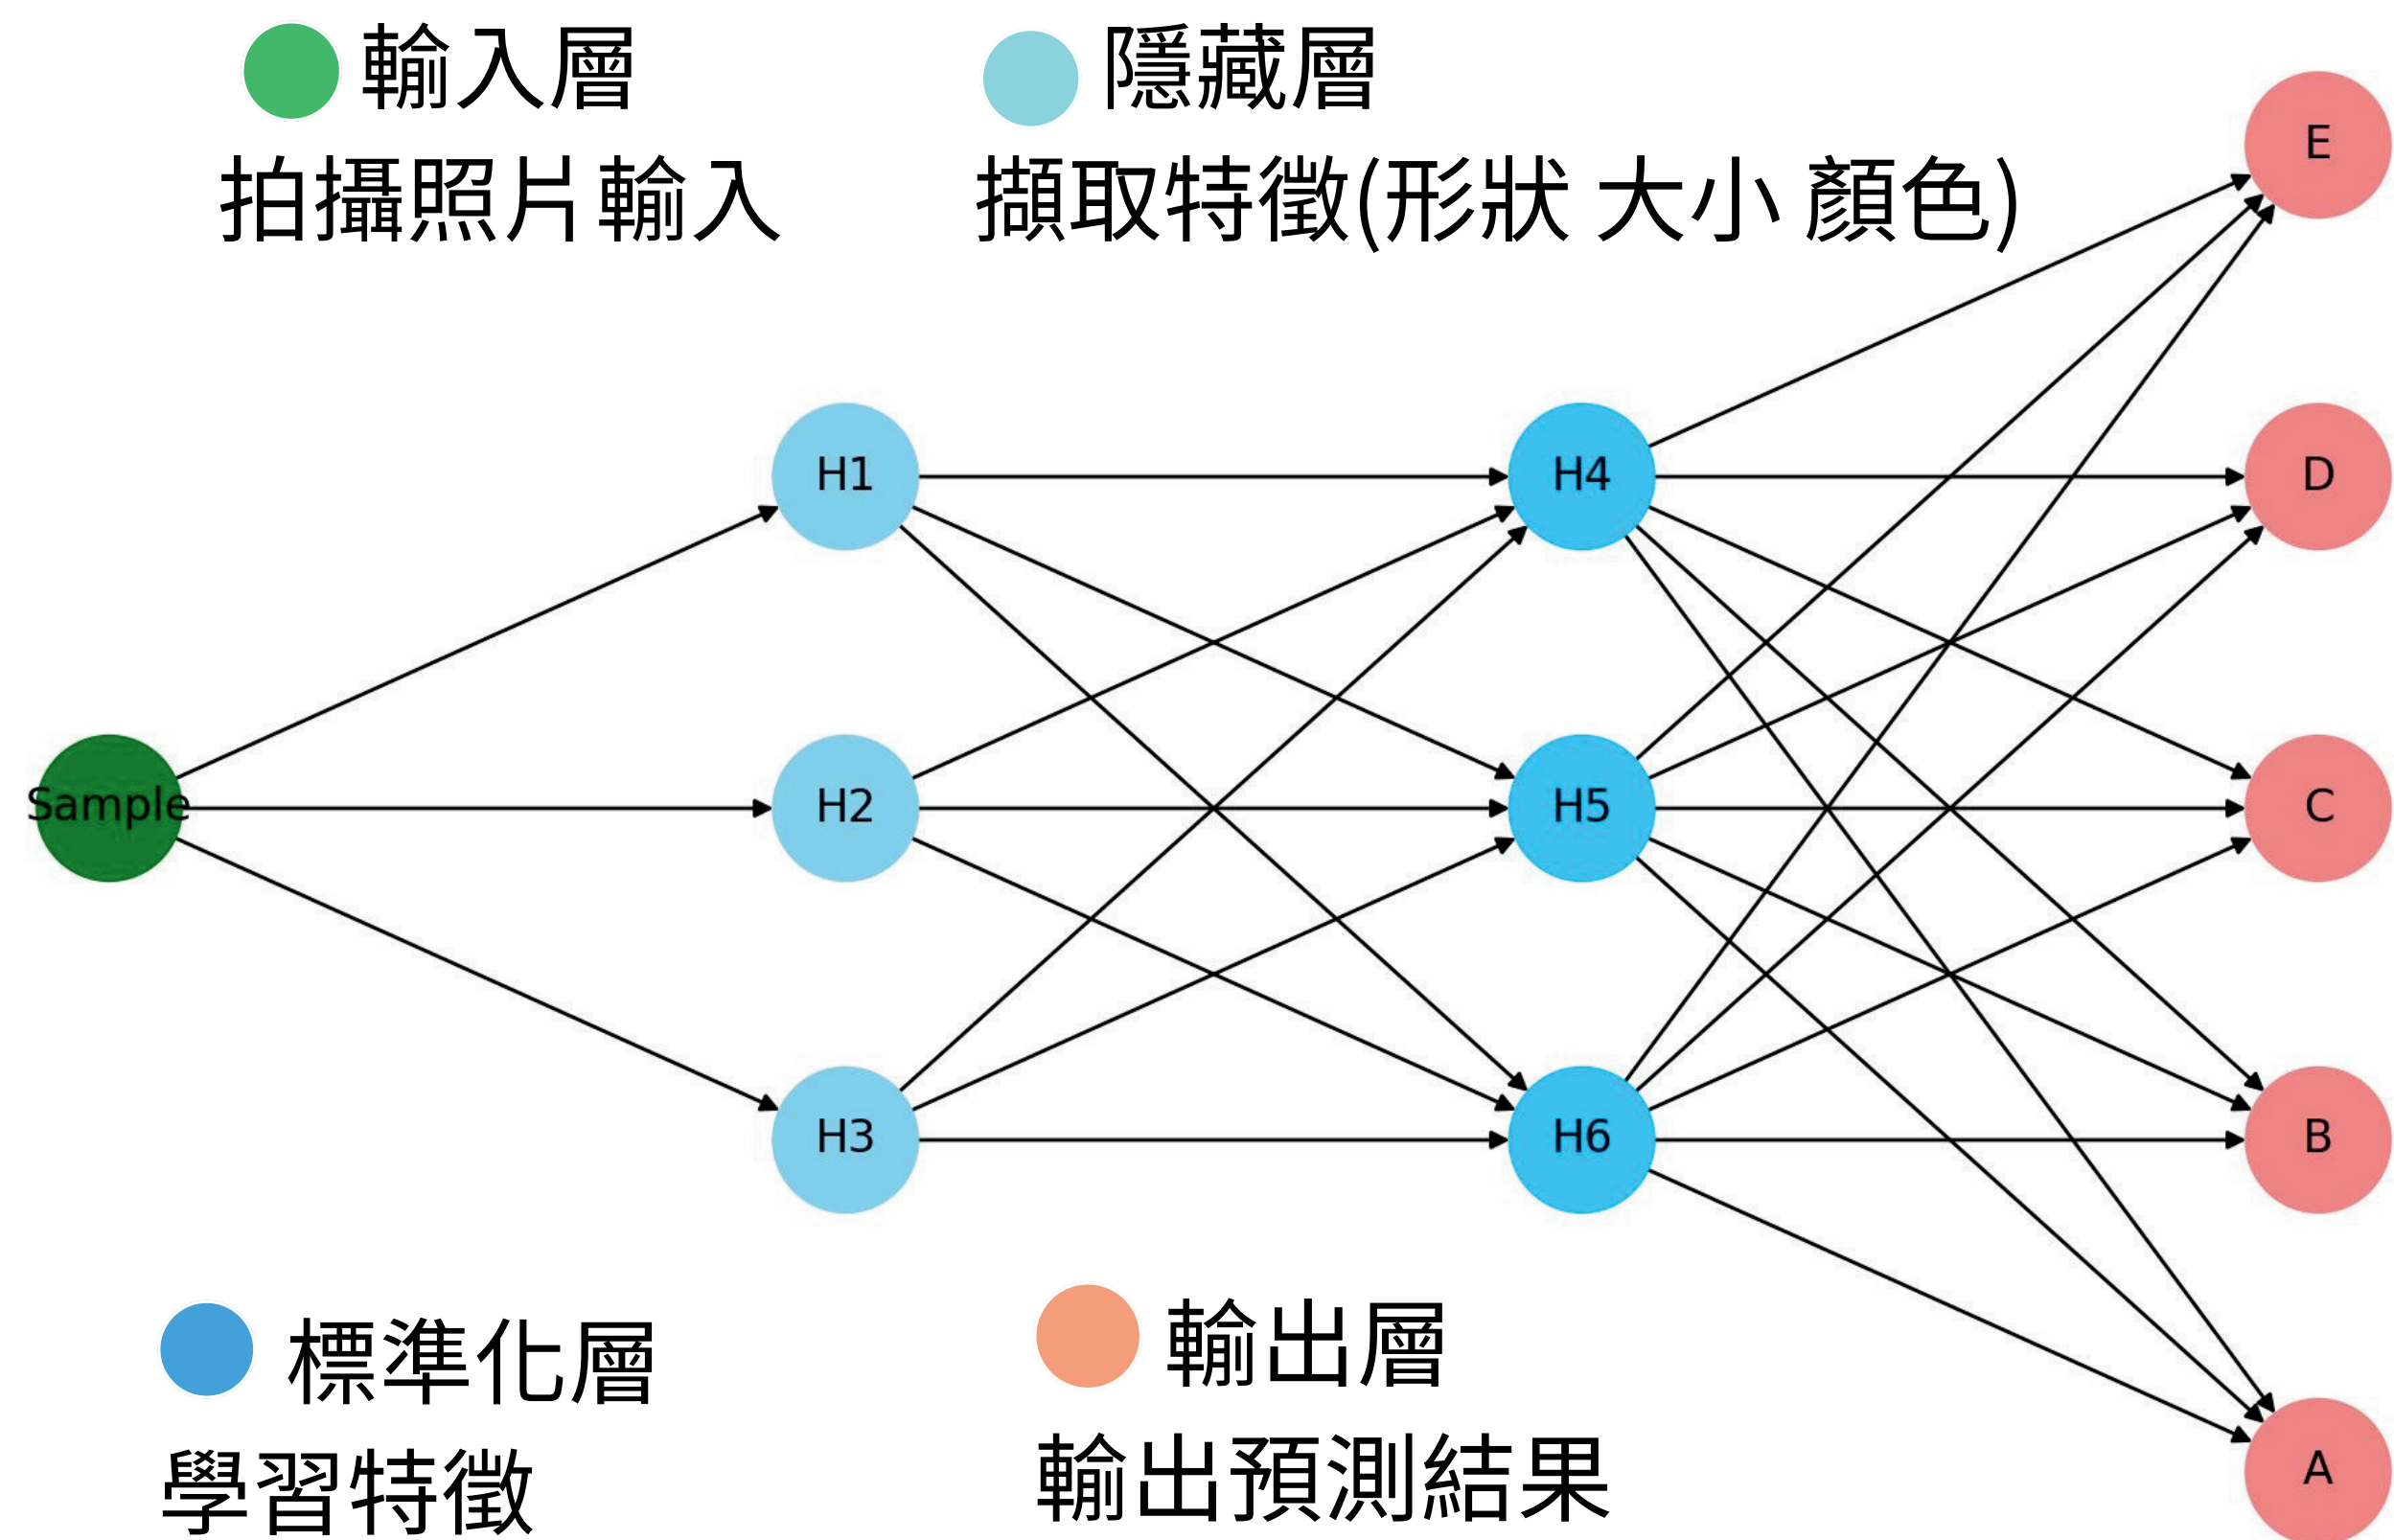 輸入層
拍攝照片輸入
隱藏層
擷取特徵(形狀 大小 顏色)
E
H1
H4
D
Sample
H2
H5
C
H3
H6
B
標準化層
學習特徵
輸出層
輸出預測結果
A